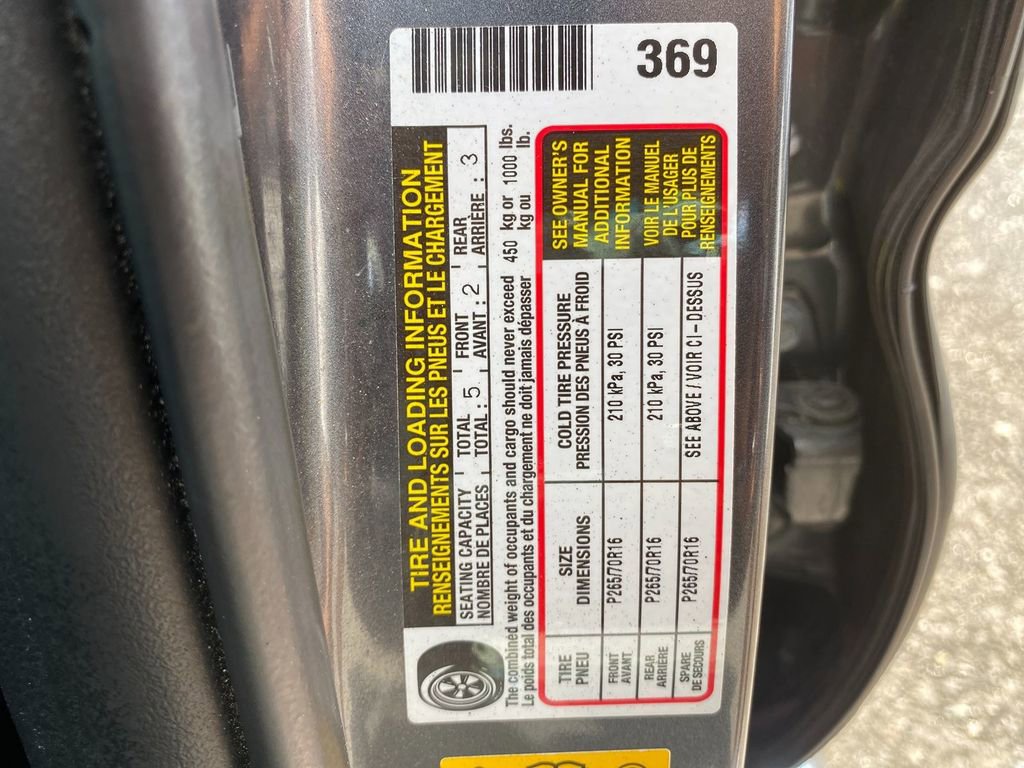 369
TIRE AND LOADING INFORMATION
RENSEIGNEMENTS SUR LES PNEUS ET LE CHARGEMENT
SEATING CAPACITY TOTAL FRONT REAR
NOMBRE DE PLACES TOTAL : 5 AVANT : 2 ARRIÈRE : 3
The combined weight of occupants and cargo should never exceed 450 kg or 1000 lbs.
Le poids total des occupants et du chargement ne doit jamais dépasser kg ou lb.
TIRE SIZE COLD TIRE PRESSURE
PNEU DIMENSIONS PRESSION DES PNEUS À FROID
FRONT
AVANT P265/70R16 210 kPa, 30 PSI
REAR
ARRIERE P265/70R16 210 kPa, 30 PSI
SPARE
DE SECOURS P265/70R16 SEE ABOVE / VOIR CI-DESSUS
SEE OWNER'S
MANUAL FOR
ADDITIONAL
INFORMATION
VOIR LE MANUEL
DE L'USAGER
POUR PLUS DE
RENSEIGNEMENTS